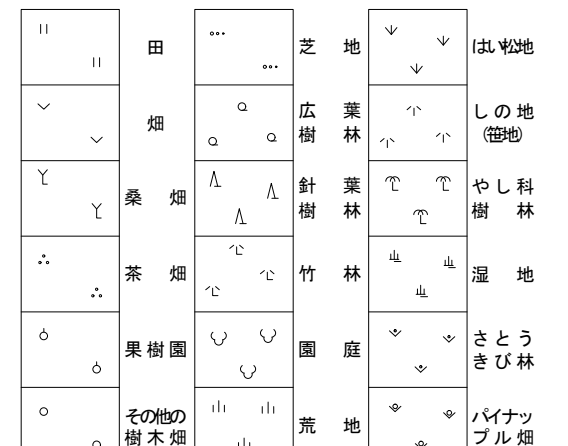 田
芝 地
はい松地
畑
広 葉
樹 林
しの地
(笹地)
桑 畑
針 葉
樹 林
やし科
樹 林
茶 畑
竹 林
湿 地
果樹園
園 庭
さとう
きび林
その他の
樹木畑
荒 地
パイナッ
プル畑